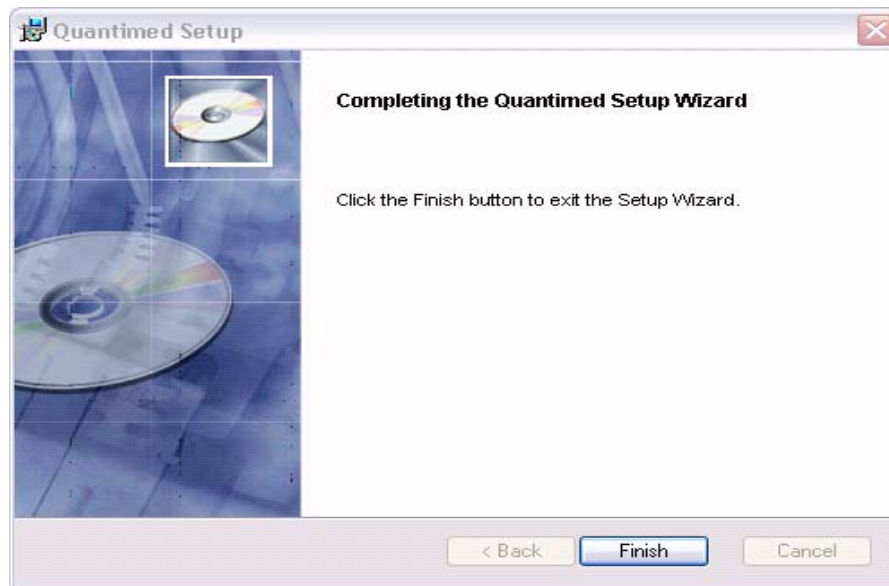 Quantimed Setup
Completing the Quantimed Setup Wizard
Click the Finish button to exit the Setup Wizard.
< Back
Finish
Cancel